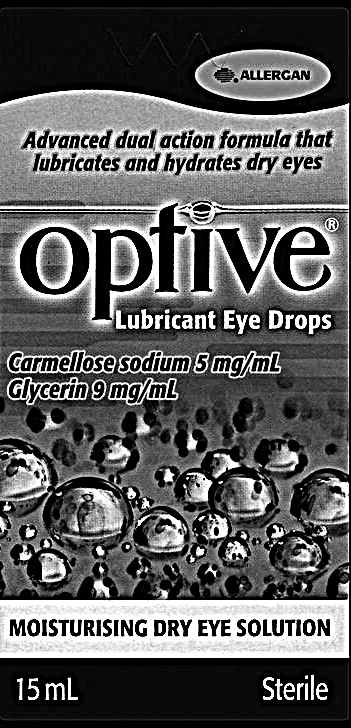 ALLERGAN
Advanced dual action formula that
lubricates and hydrates dry eyes
optive®
Lubricant Eye Drops
Carmellose sodium 5 mg/mL
Glycerin 9 mg/mL
MOISTURISING DRY EYE SOLUTION
15 mL Sterile